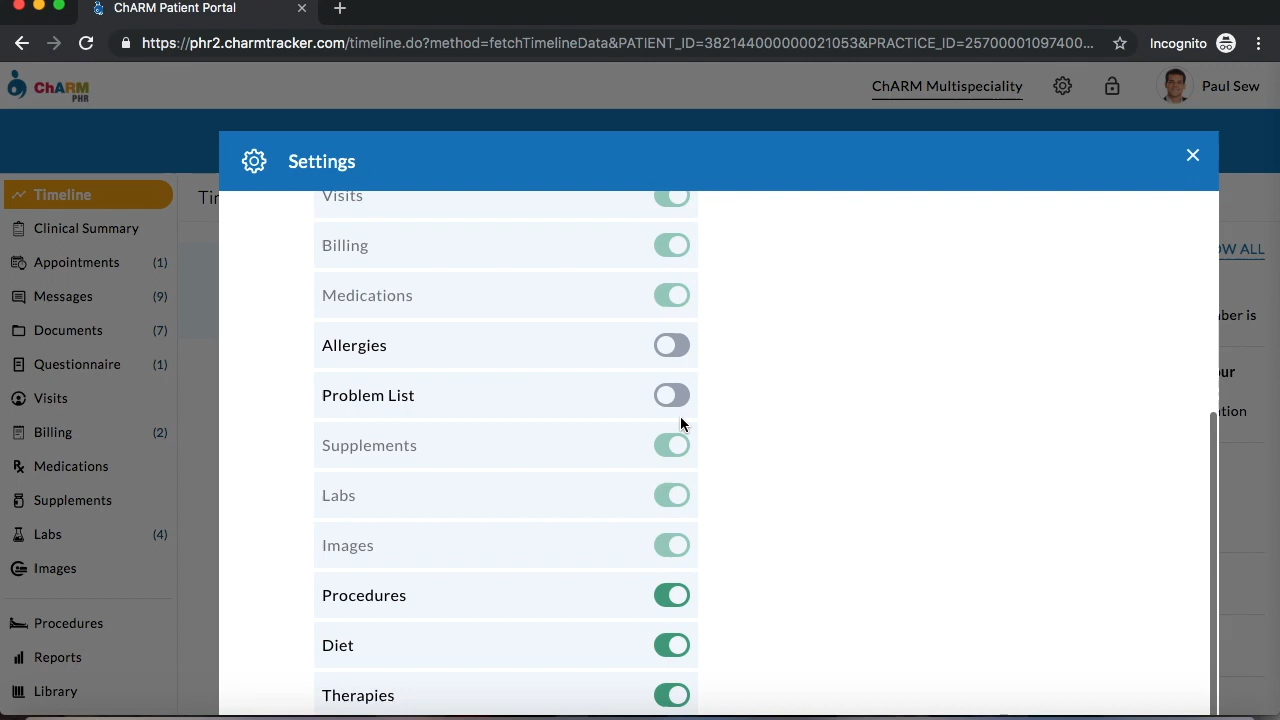 ChARM Patient Portal
https://phr2.charmtracker.com/timeline.do?method=fetchTimelineData&PATIENT_ID=382144000000021053&PRACTICE_ID=25700001097400...
Incognito
ChARM
PHR
ChARM Multispeciality
Paul Sew
Settings
Timeline
Clinical Summary
Appointments (1)
Messages (9)
Documents (7)
Questionnaire (1)
Visits
Billing (2)
Medications
Supplements
Labs (4)
Images
Procedures
Reports
Library
Tir
Visits
Billing
Medications
Allergies
Problem List
Supplements
Labs
Images
Procedures
Diet
Therapies
OW ALL
ber is
ur
tion